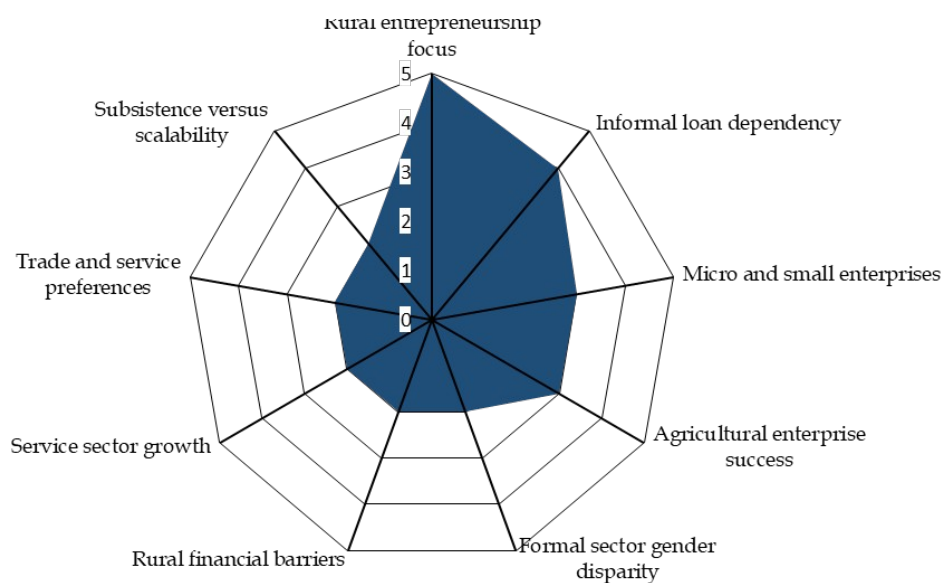 Rural entrepreneurship
focus
5
Subsistence versus
scalability
4
Informal loan dependency
3
2
Trade and service
preferences
1
Micro and small enterprises
0
Service sector growth
Agricultural enterprise
success
Rural financial barriers
Formal sector gender
disparity